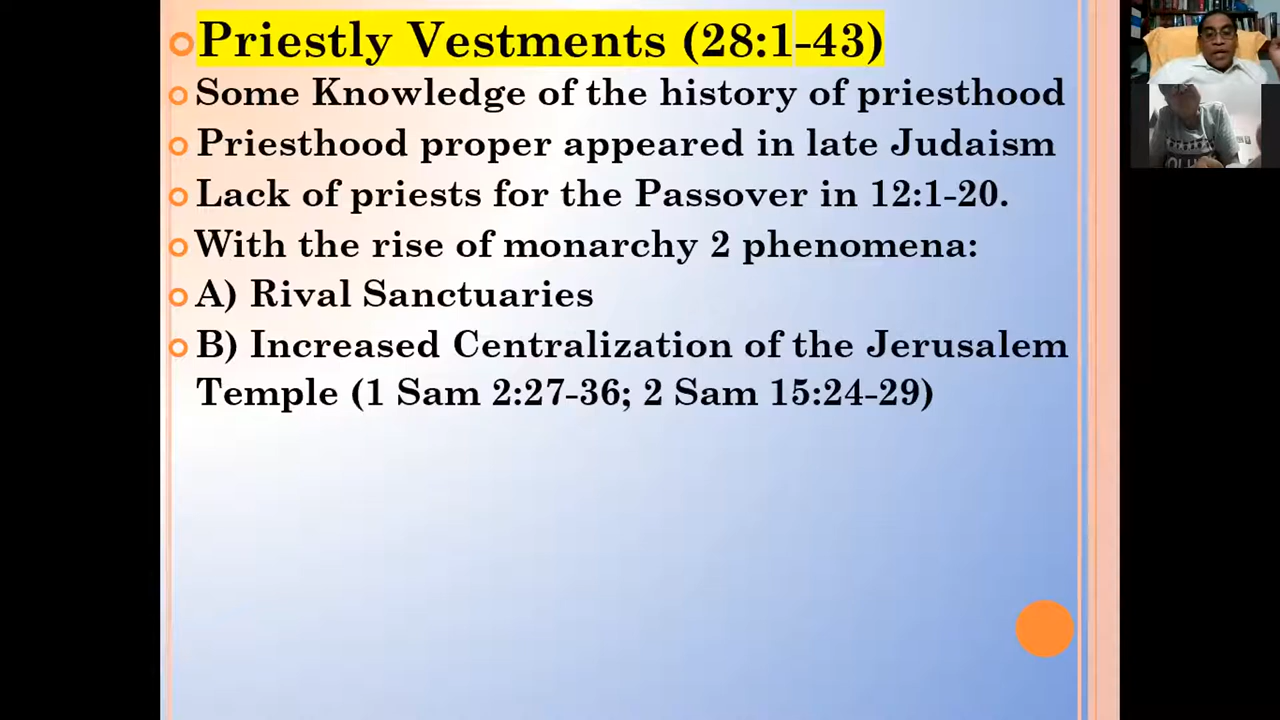 Priestly Vestments (28:1-43)
Some Knowledge of the history of priesthood
Priesthood proper appeared in late Judaism
Lack of priests for the Passover in 12:1-20.
With the rise of monarchy 2 phenomena:
A) Rival Sanctuaries
B) Increased Centralization of the Jerusalem
Temple (1 Sam 2:27-36; 2 Sam 15:24-29)